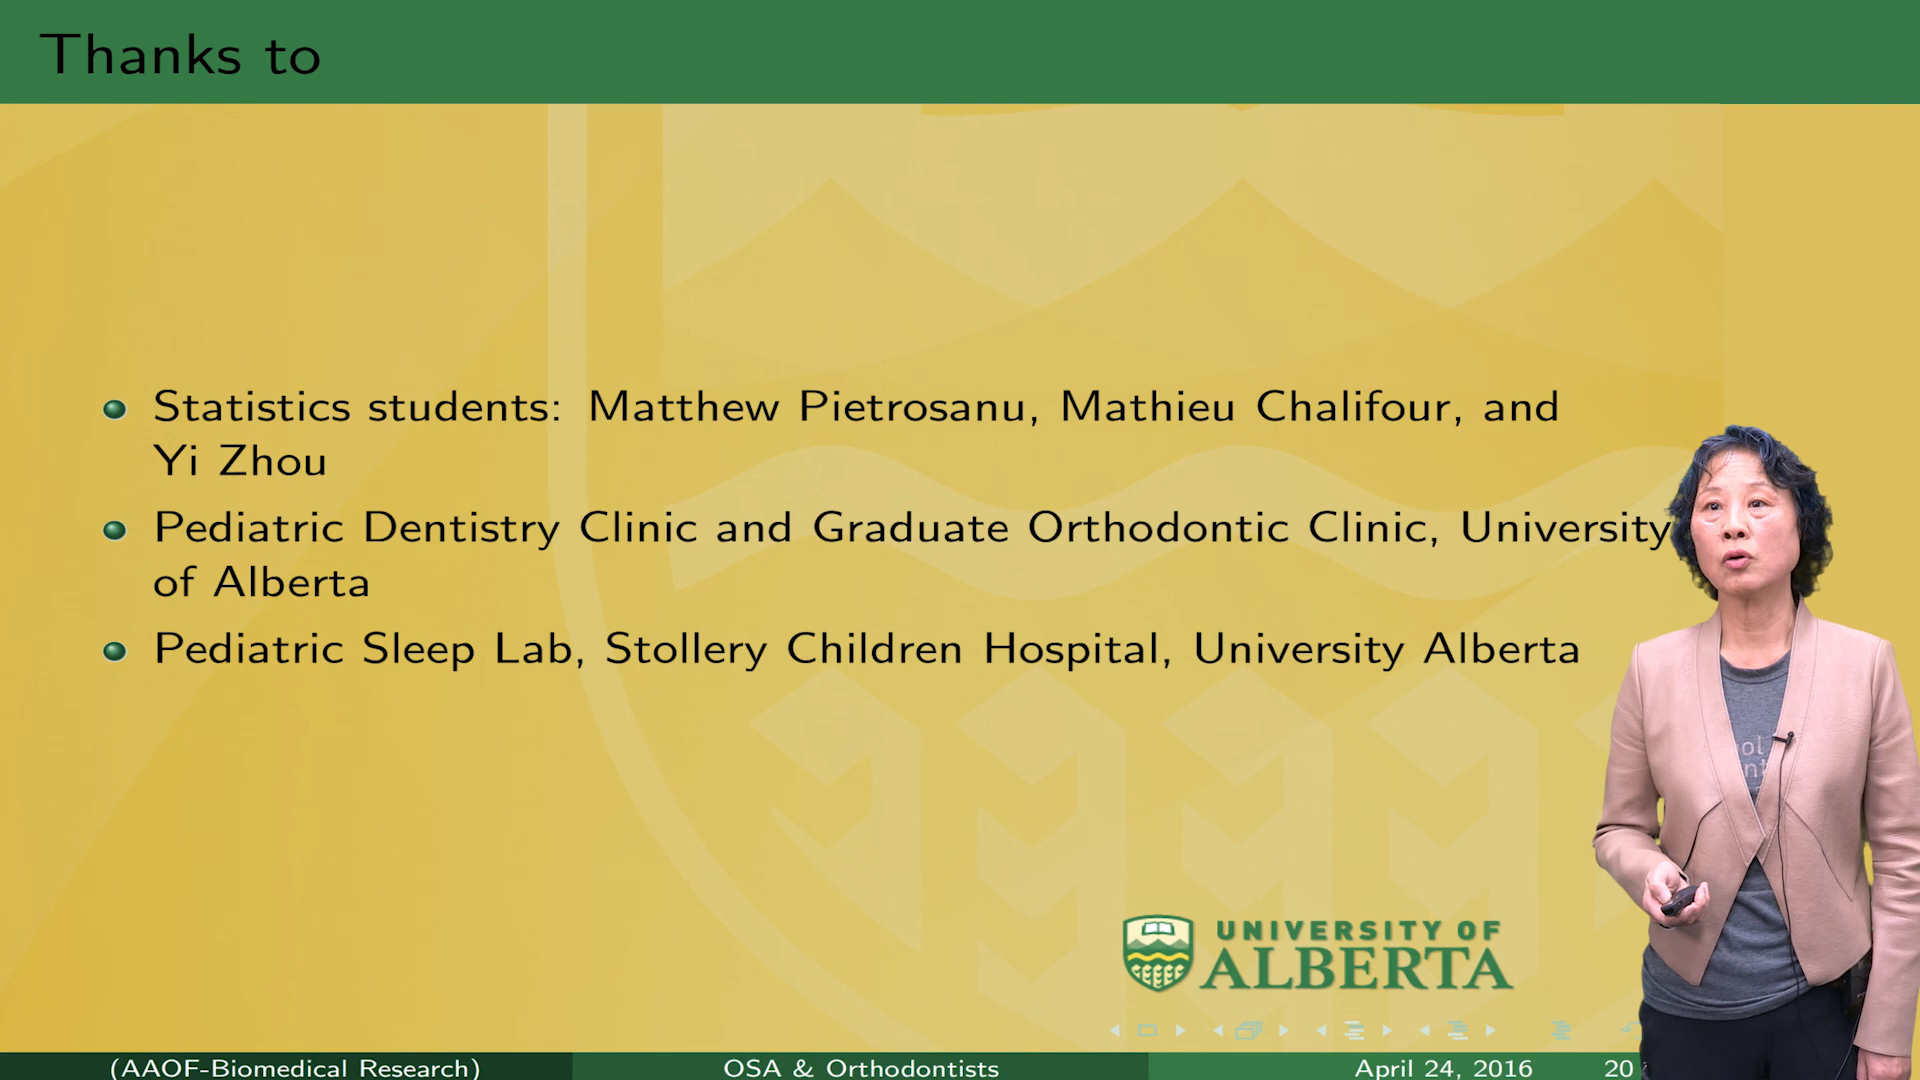 Thanks to
Statistics students: Matthew Pietrosanu, Mathieu Chalifour, and
Yi Zhou
Pediatric Dentistry Clinic and Graduate Orthodontic Clinic, University
of Alberta
Pediatric Sleep Lab, Stollery Children Hospital, University Alberta
UNIVERSITY OF
ALBERTA
(AAOF-Biomedical Research) OSA & Orthodontists April 24, 2016 20